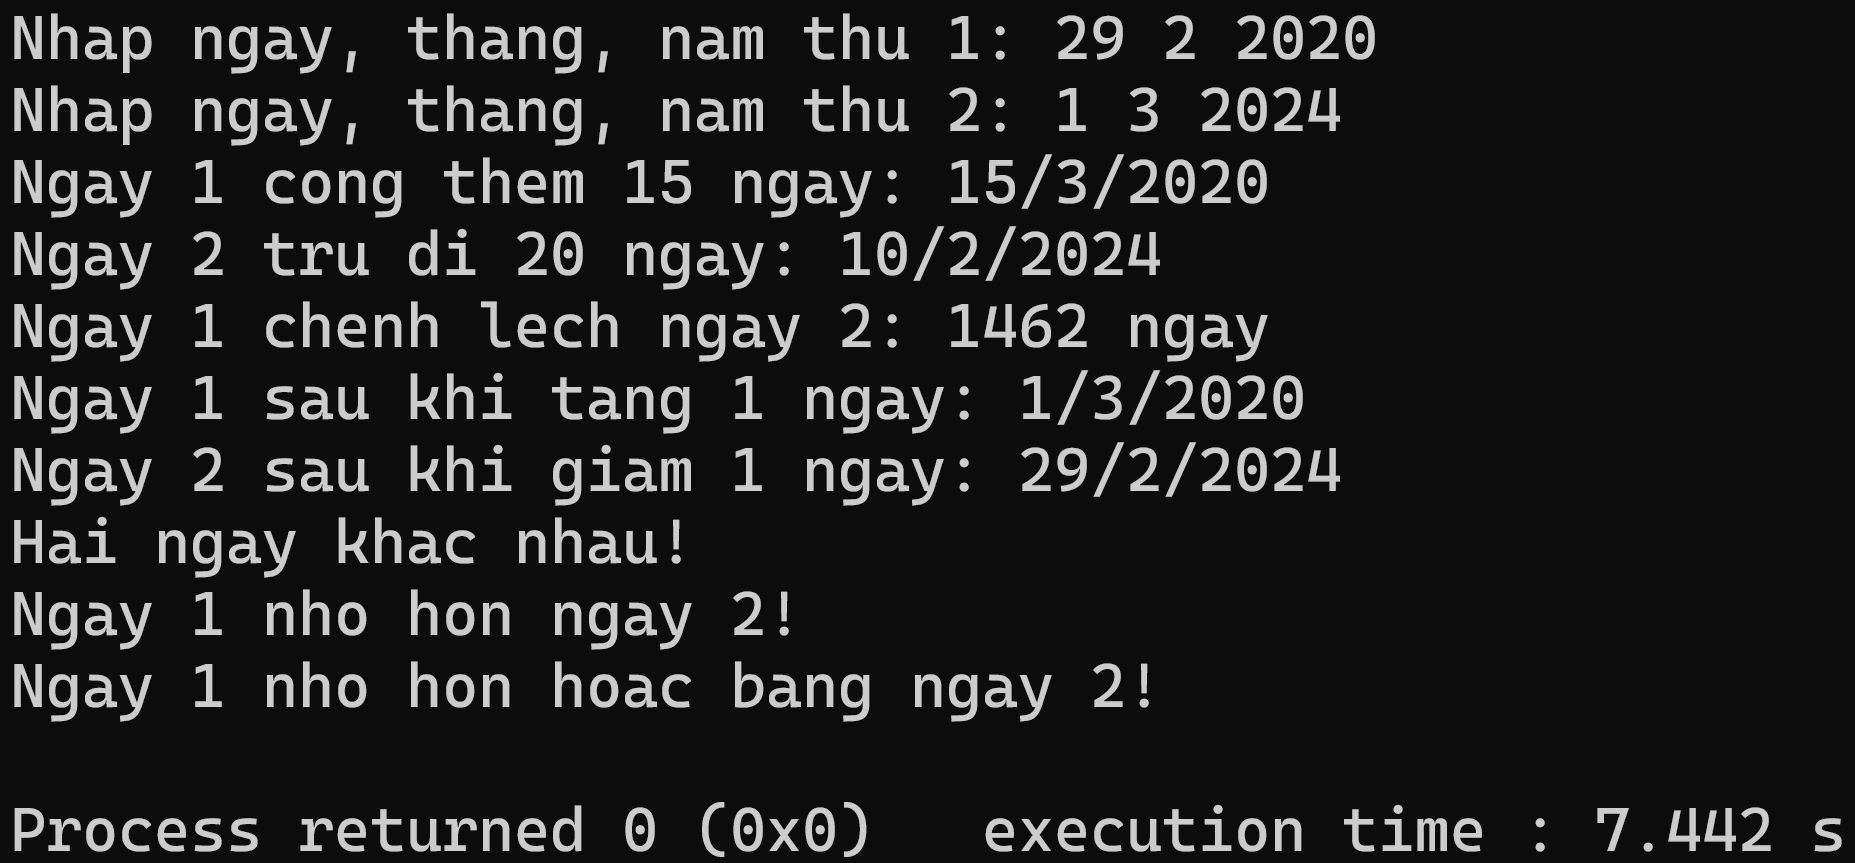 Nhap ngay, thang, nam thu 1: 29 2 2020
Nhap ngay, thang, nam thu 2: 1 3 2024
Ngay 1 cong them 15 ngay: 15/3/2020
Ngay 2 tru di 20 ngay: 10/2/2024
Ngay 1 chenh lech ngay 2: 1462 ngay
Ngay 1 sau khi tang 1 ngay: 1/3/2020
Ngay 2 sau khi giam 1 ngay: 29/2/2024
Hai ngay khac nhau!
Ngay 1 nho hon ngay 2!
Ngay 1 nho hon hoac bang ngay 2!
Process returned 0 (0x0)   execution time : 7.442 s